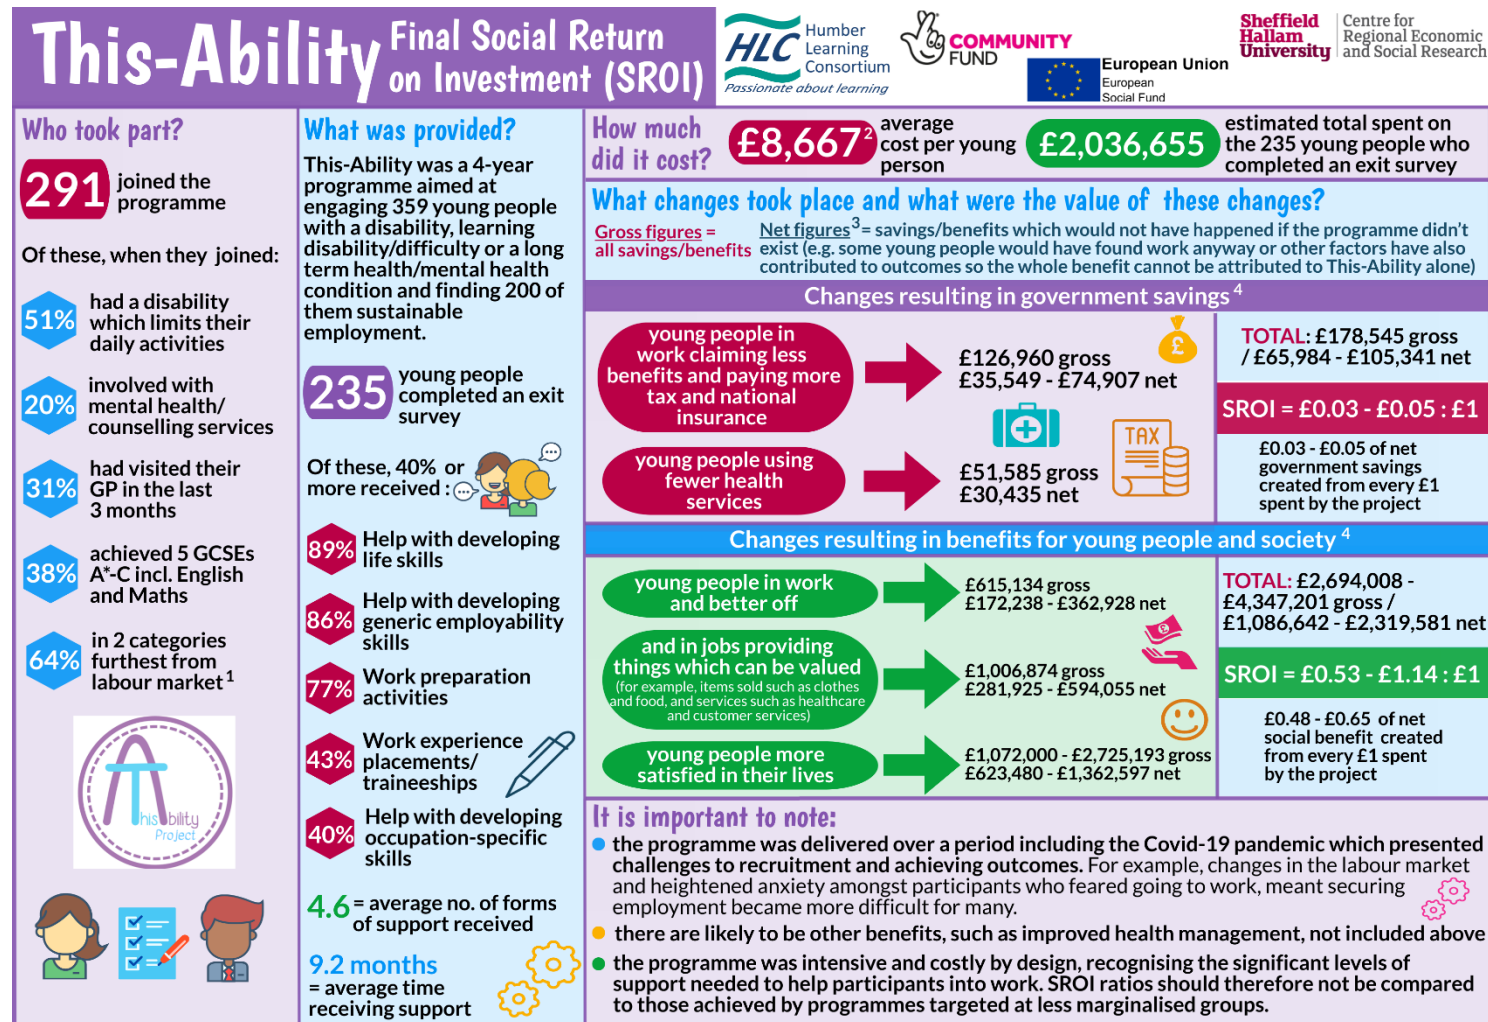 This-Ability
Final Social Return
on Investment (SROI)
HLC
Humber
Learning
Consortium
Passionate about learning
COMMUNITY
FUND
European Union
European
Social Fund
Sheffield
Hallam
University
Centre for
Regional Economic
and Social Research
Who took part?
291
joined the
programme
Of these, when they joined:
51%
had a disability
which limits their
daily activities
20%
involved with
mental health/
counselling services
31%
had visited their
GP in the last
3 months
38%
achieved 5 GCSEs
A*-C incl. English
and Maths
64%
in 2 categories
furthest from
labour market 1
This bility
Project
What was provided?
This-Ability was a 4-year
programme aimed at
engaging 359 young people
with a disability, learning
disability/difficulty or a long
term health/mental health
condition and finding 200 of
them sustainable
employment.
235
young people
completed an exit
survey
Of these, 40% or
more received :
89%
Help with developing
life skills
86%
Help with developing
generic employability
skills
77%
Work preparation
activities
43%
Work experience
placements/
traineeships
40%
Help with developing
occupation-specific
skills
4.6 = average no. of forms
of support received
9.2 months
= average time
receiving support
How much
did it cost?
£8,667 2
average
cost per young
person
£2,036,655
estimated total spent on
the 235 young people who
completed an exit survey
What changes took place and what were the value of these changes?
Gross figures =
all savings/benefits
Net figures 3 = savings/benefits which would not have happened if the programme didn't
exist (e.g. some young people would have found work anyway or other factors have also
contributed to outcomes so the whole benefit cannot be attributed to This-Ability alone)
Changes resulting in government savings 4
young people in
work claiming less
benefits and paying more
tax and national
insurance
£126,960 gross
£35,549 - £74,907 net
£
young people using
fewer health
services
£51,585 gross
£30,435 net
TAX
TOTAL: £178,545 gross
/ £65,984 - £105,341 net
SROI = £0.03 - £0.05 : £1
£0.03 - £0.05 of net
government savings
created from every £1
spent by the project
Changes resulting in benefits for young people and society 4
young people in work
and better off
£615,134 gross
£172,238 - £362,928 net
and in jobs providing
things which can be valued
(for example, items sold such as clothes
and food, and services such as healthcare
and customer services)
£1,006,874 gross
£281,925 - £594,055 net
£
young people more
satisfied in their lives
£1,072,000 - £2,725,193 gross
£623,480 - £1,362,597 net
TOTAL: £2,694,008 -
£4,347,201 gross /
£1,086,642 - £2,319,581 net
SROI = £0.53 - £1.14 : £1
£0.48 - £0.65 of net
social benefit created
from every £1 spent
by the project
It is important to note:
the programme was delivered over a period including the Covid-19 pandemic which presented
challenges to recruitment and achieving outcomes. For example, changes in the labour market
and heightened anxiety amongst participants who feared going to work, meant securing
employment became more difficult for many.
there are likely to be other benefits, such as improved health management, not included above
the programme was intensive and costly by design, recognising the significant levels of
support needed to help participants into work. SROI ratios should therefore not be compared
to those achieved by programmes targeted at less marginalised groups.